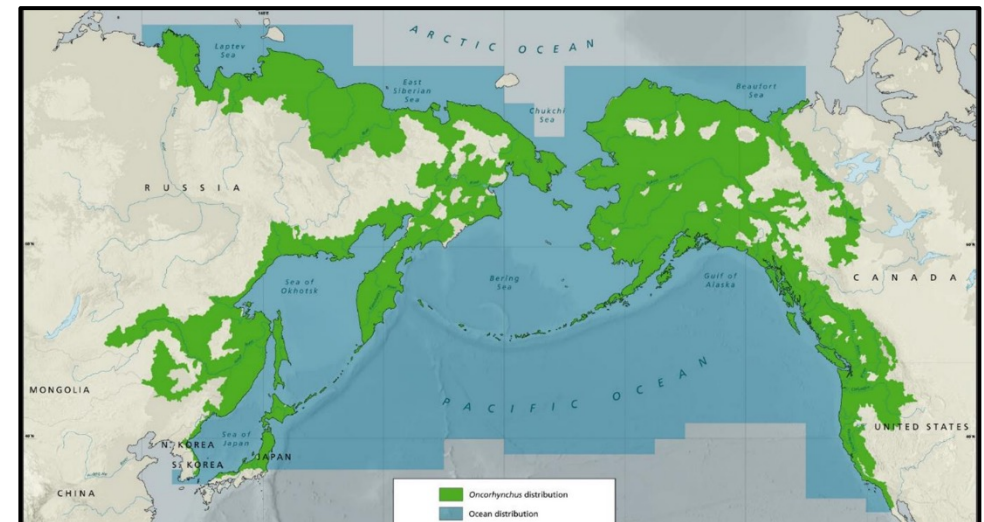 ARCTIC OCEAN
Laptev
Sea
East
Siberian
Sea
Chukchi
Sea
Beaufort
Sea
RUSSIA
CANADA
Sea of
Okhotsk
Bering
Sea
Gulf of
Alaska
PACIFIC OCEAN
MONGOLIA
UNITED STATES
N. KOREA
Sea of
Japan
JAPAN
S. KOREA
CHINA
Oncorhynchus distribution
Ocean distribution